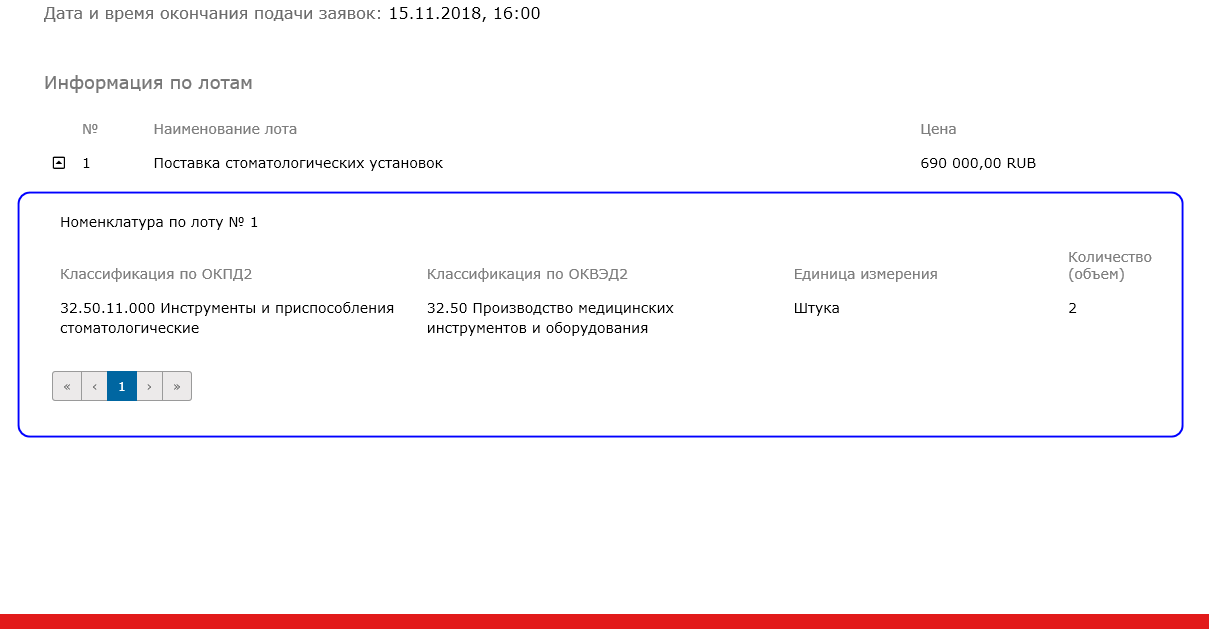 Дата и время окончания подачи заявок: 15.11.2018, 16:00
Информация по лотам
№ Наименование лота Цена
1 Поставка стоматологических установок 690 000,00 RUB
Номенклатура по лоту № 1
Классификация по ОКПД2 Классификация по ОКВЭД2 Единица измерения Количество (объем)
32.50.11.000 Инструменты и приспособления стоматологические 32.50 Производство медицинских инструментов и оборудования Штука 2
« ‹ 1 › »